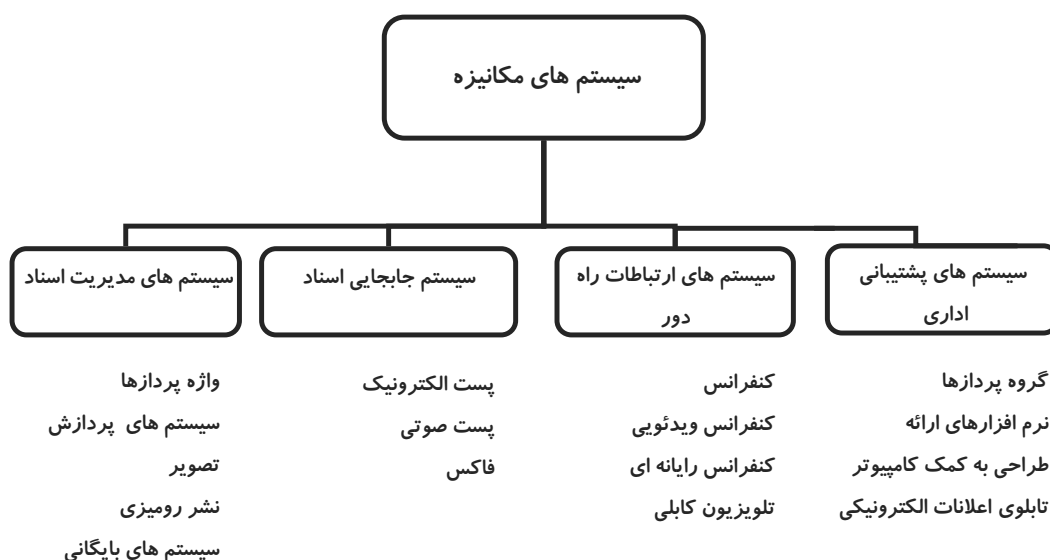 سیستم های مکانیزه
سیستم های پشتیبانی
اداری
سیستم های ارتباطات راه
دور
سیستم جابجایی اسناد
سیستم های مدیریت اسناد
گروه پردازها
نرم افزارهای ارائه
طراحی به کمک کامپیوتر
تابلوی اعلانات الکترونیکی
کنفرانس
کنفرانس ویدئویی
کنفرانس رایانه ای
تلویزیون کابلی
پست الکترونیک
پست صوتی
فاکس
واژه پردازها
سیستم های پردازش
تصویر
نشر رومیزی
سیستم های بایگانی